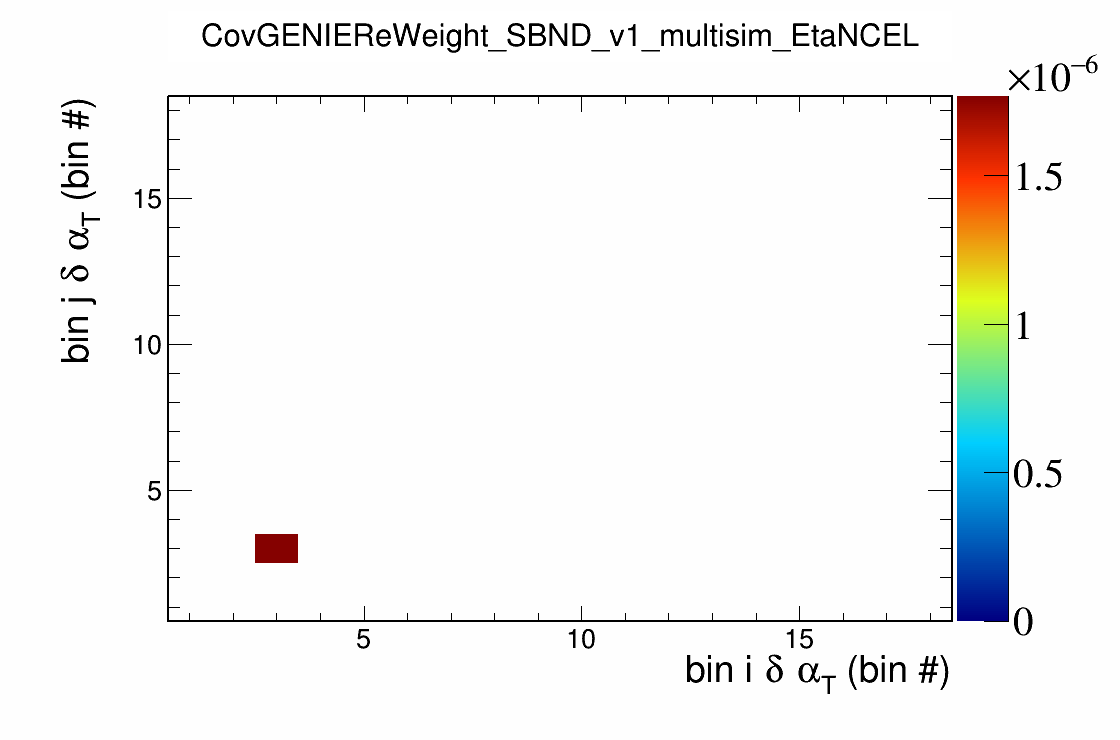 CovGENIEReWeight_SBND_v1_multisim_EtaNCEL
×10⁻⁶
bin j δ α_T (bin #)
15
10
5
1.5
1
0.5
0
5 10 15
bin i δ α_T (bin #)